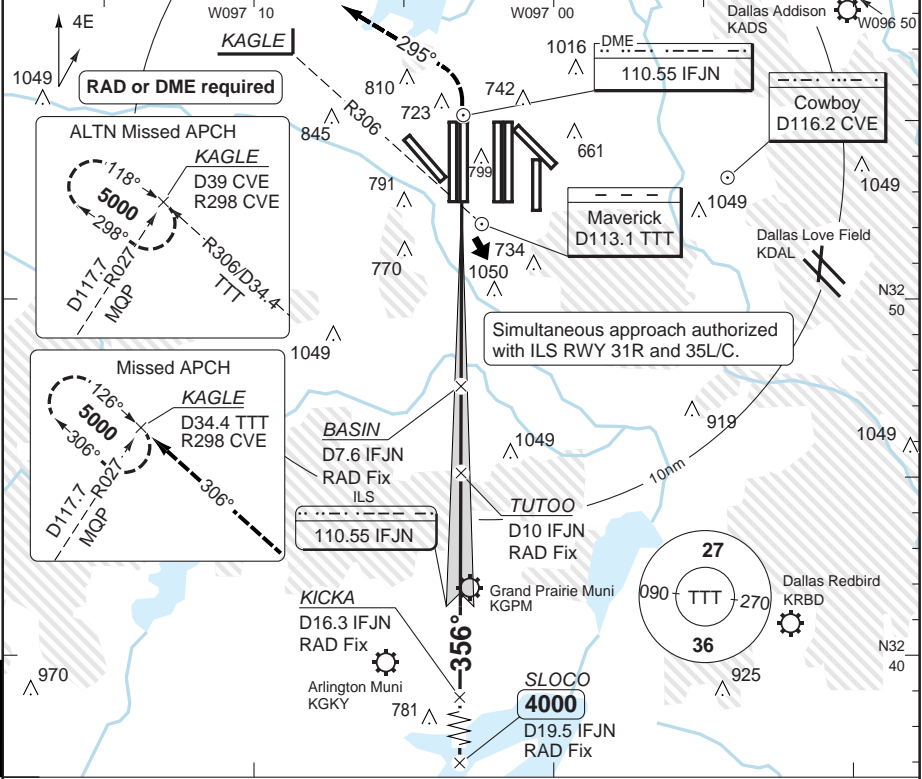 W097 10
W097 00
Dallas Addison
KADS
W096 50
4E
KAGLE
295°
1016
DME
110.55 IFJN
1049
RAD or DME required
810
742
723
Cowboy
D116.2 CVE
845
R306
661
799
1049
ALTN Missed APCH
KAGLE
D39 CVE
R298 CVE
118°
5000
298°
R027
D117.7
MQP
R306/D34.4
TTT
791
1049
Maverick
D113.1 TTT
734
770
1050
Dallas Love Field
KDAL
N32
50
Simultaneous approach authorized
with ILS RWY 31R and 35L/C.
1049
Missed APCH
KAGLE
D34.4 TTT
R298 CVE
126°
5000
306°
R027
D117.7
MQP
306°
919
BASIN
D7.6 IFJN
RAD Fix
1049
1049
10nm
ILS
110.55 IFJN
TUTOO
D10 IFJN
RAD Fix
27
090
TTT
270
36
Dallas Redbird
KRBD
Grand Prairie Muni
KGPM
KICKA
D16.3 IFJN
RAD Fix
356°
N32
40
970
Arlington Muni
KGKY
925
781
SLOCO
4000
D19.5 IFJN
RAD Fix